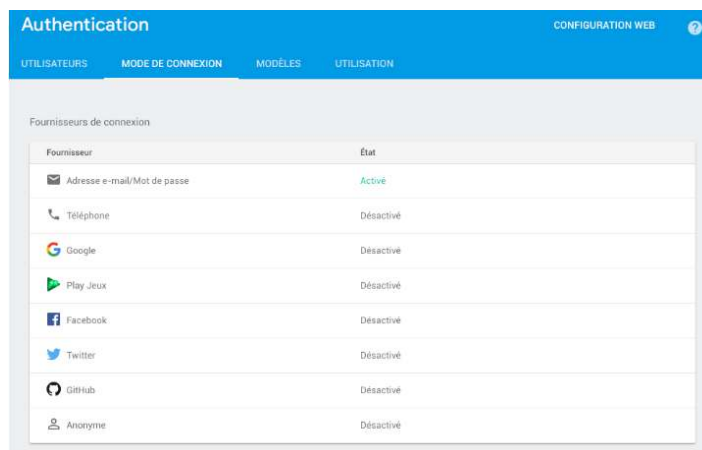 Authentication
CONFIGURATION WEB
?
UTILISATEURS MODE DE CONNEXION MODÈLES UTILISATION
Fournisseurs de connexion
Fournisseur État
Adresse e-mail/Mot de passe Activé
Téléphone Désactivé
Google Désactivé
Play Jeux Désactivé
Facebook Désactivé
Twitter Désactivé
GitHub Désactivé
Anonyme Désactivé